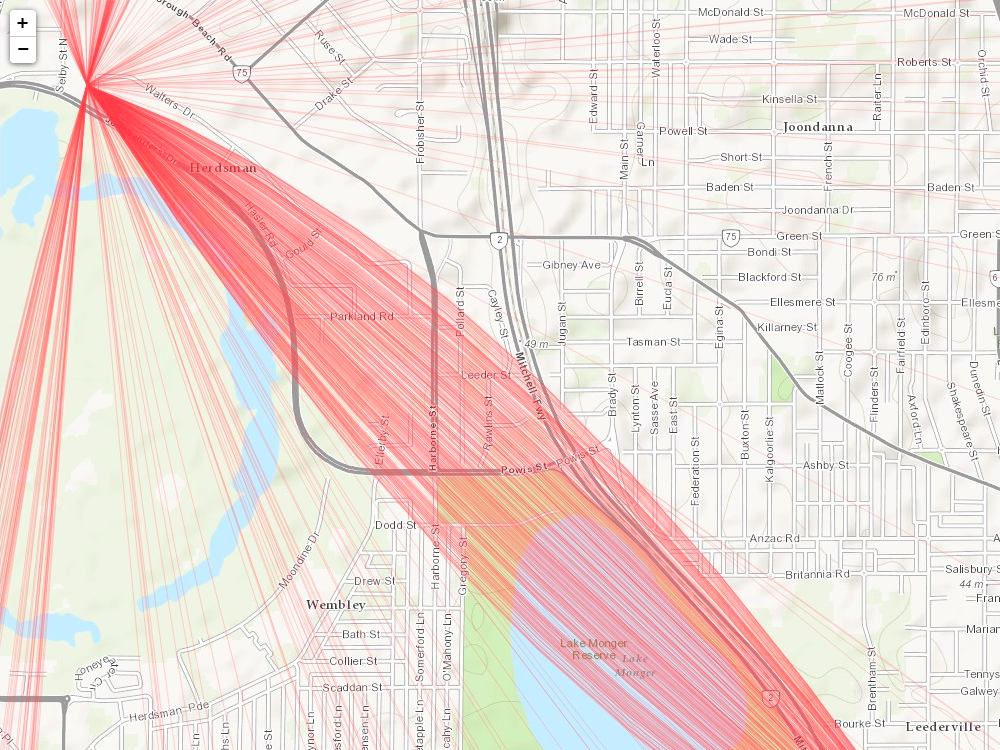 +
−
Selby St N
75
Ruse St
Drake St
Walters Dr
Herdsman
Hasler Rd
Gould St
Frobisher St
McDonald St
McDonald St
Wade St
Waterloo St
Roberts St
Orchid St
Edward St
Kinsella St
Raiter Ln
Powell St
Joondanna
Main St
Garner
Ln
Short St
French St
Baden St
Baden St
Joondanna Dr
2
75
Green St
Green S
Bondi St
Gibney Ave
Birrell St
Eucla St
Blackford St
76 m
6
Ellesmere St
Ellesme
Edinboro St
Parkland Rd
Pollard St
Cayley St
Jugan St
Egina St
Killarney St
Coogee St
Fairfield St
49 m
Tasman St
Mitchell Fwy
Leeder St
Matlock St
Flinders St
Axford Ln
Shakespeare St
Dunedin St
Brady St
Lynton St
Sasse Ave
East St
Buxton St
Kalgoorlie St
Rawlins St
Harborne St
Ellerby St
Powis St
Powis St
Federation St
Ashby St
Dodd St
Anzac Rd
Harborne St
Gregory St
Moondine Dr
Drew St
Britannia Rd
Salisbury S
44 m
Wembley
Fran
Bath St
Somerford Ln
O'Mahony Ln
Marian
Lake Monger
Reserve
Lake
Monger
Collier St
Brentham St
Tennys
Scaddan St
Galwey
2
Herdsman Pde
Bourke St
Leederville